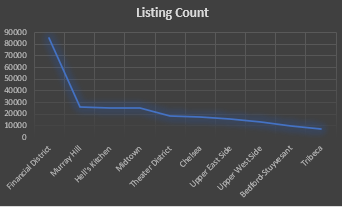 Listing Count
90000
80000
70000
60000
50000
40000
30000
20000
10000
0
Financial District
Murray Hill
Hell's Kitchen
Midtown
Theater District
Chelsea
Upper East Side
Upper West Side
Bedford-Stuyvesant
Tribeca